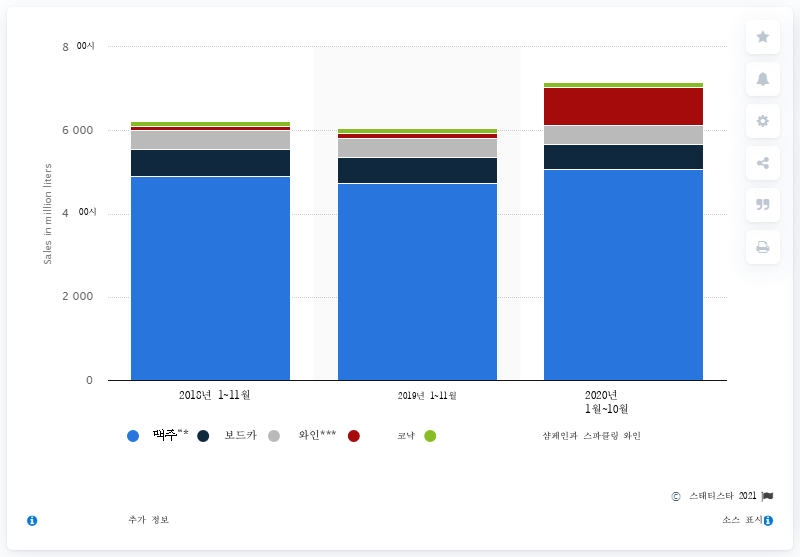 8 00시
6 000
4 00시
2 000
0
Sales in million liters
2018년 1~11월
2019년 1~11월
2020년
1월~10월
맥주** 보드카 와인*** 코냑 샴페인과 스파클링 와인
© 스태티스타 2021
추가 정보 소스 표시